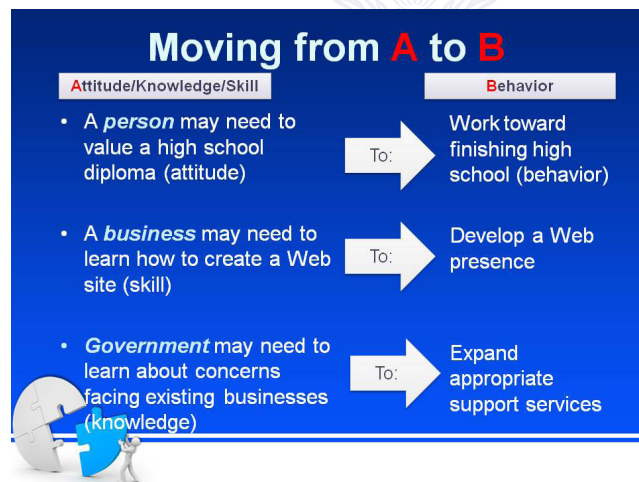 Moving from A to B
Attitude/Knowledge/Skill
Behavior
• A person may need to
value a high school
diploma (attitude)
To:
Work toward
finishing high
school (behavior)
• A business may need to
learn how to create a Web
site (skill)
To:
Develop a Web
presence
• Government may need to
learn about concerns
facing existing businesses
(knowledge)
To:
Expand
appropriate
support services